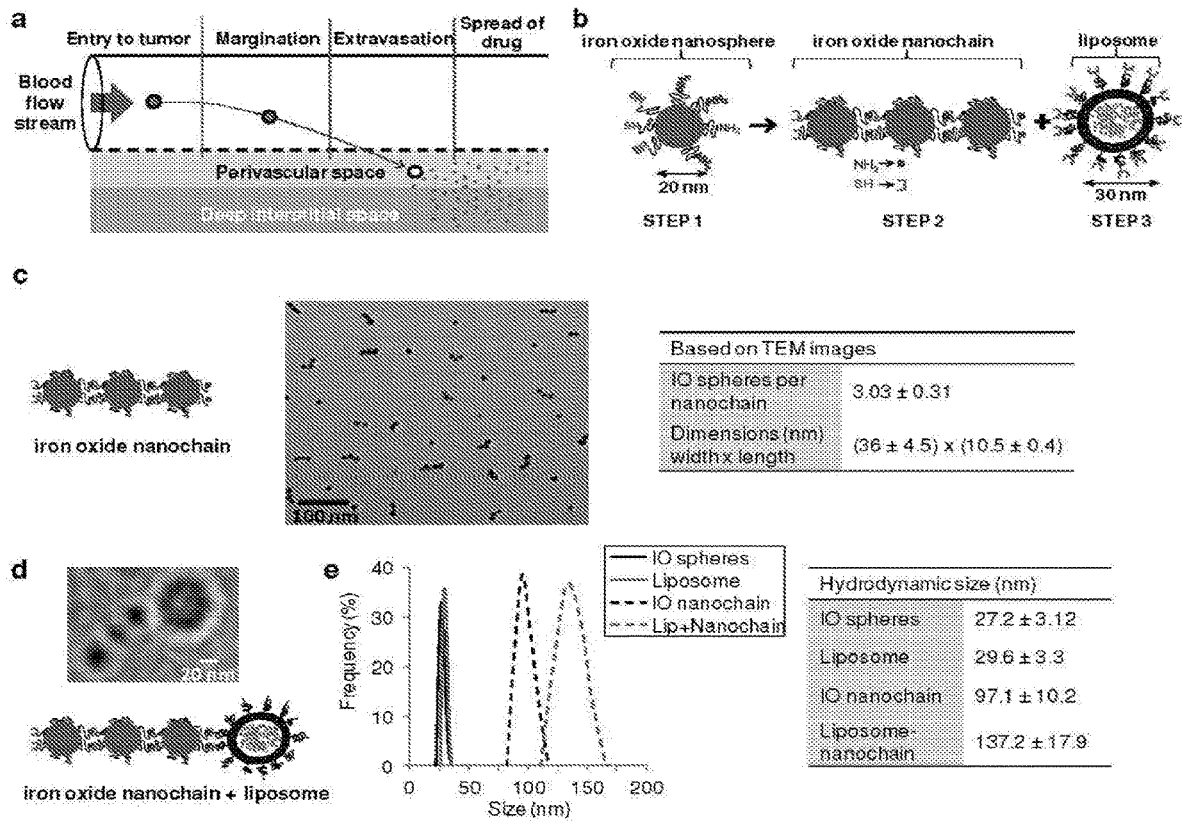 a
Entry to tumor
Margination
Extravasation
Spread of
drug
Blood
flow
stream
Perivascular space
Deep interstitial space
b
iron oxide nanosphere
iron oxide nanochain
liposome
SH
NH₂
+
20 nm
NH₂→
SH→
30 nm
STEP 1
STEP 2
STEP 3
c
iron oxide nanochain
100 nm
Based on TEM images
IO spheres per
nanochain
3.03 ± 0.31
Dimensions (nm)
width x length
(36 ± 4.5) x (10.5 ± 0.4)
d
20 nm
iron oxide nanochain + liposome
e
IO spheres
Liposome
IO nanochain
Lip+Nanochain
Frequency (%)
40
30
20
10
0
0
50
100
150
200
Size (nm)
Hydrodynamic size (nm)
IO spheres
27.2 ± 3.12
Liposome
29.6 ± 3.3
IO nanochain
97.1 ± 10.2
Liposome-
nanochain
137.2 ± 17.9